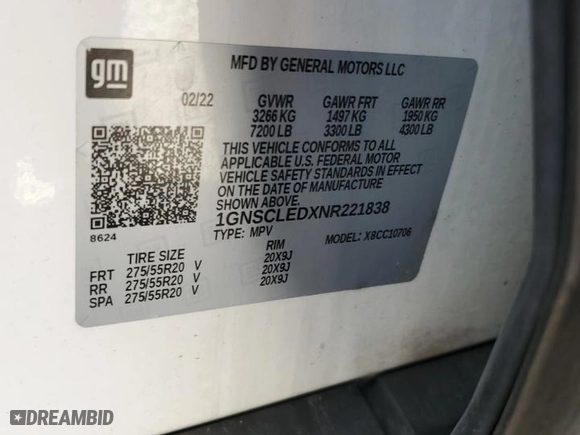 gm
MFD BY GENERAL MOTORS LLC
02/22 GVWR GAWR FRT GAWR RR
3266 KG 1497 KG 1950 KG
7200 LB 3300 LB 4300 LB
THIS VEHICLE CONFORMS TO ALL
APPLICABLE U.S. FEDERAL MOTOR
VEHICLE SAFETY STANDARDS IN EFFECT
ON THE DATE OF MANUFACTURE
SHOWN ABOVE.
1GNSCLEDXNR221838
8624
TYPE: MPV MODEL: X8CC10706
TIRE SIZE RIM
FRT 275/55R20 V 20X9J
RR 275/55R20 V 20X9J
SPA 275/55R20 V 20X9J
DREAMBID